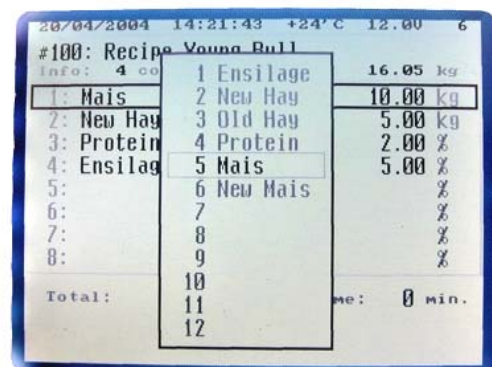 20/04/2004 14:21:43 +24°C 12.0V 6
#100: Recipe Young Bull
Info: 4 co 16.05 kg
1: Mais 10.00 kg
2: New Hay 5.00 kg
3: Protein 2.00 %
4: Ensilag 5.00 %
5: %
6: %
7: %
8: %
Total: me: 0 min.
1 Ensilage
2 New Hay
3 Old Hay
4 Protein
5 Mais
6 New Mais
7
8
9
10
11
12